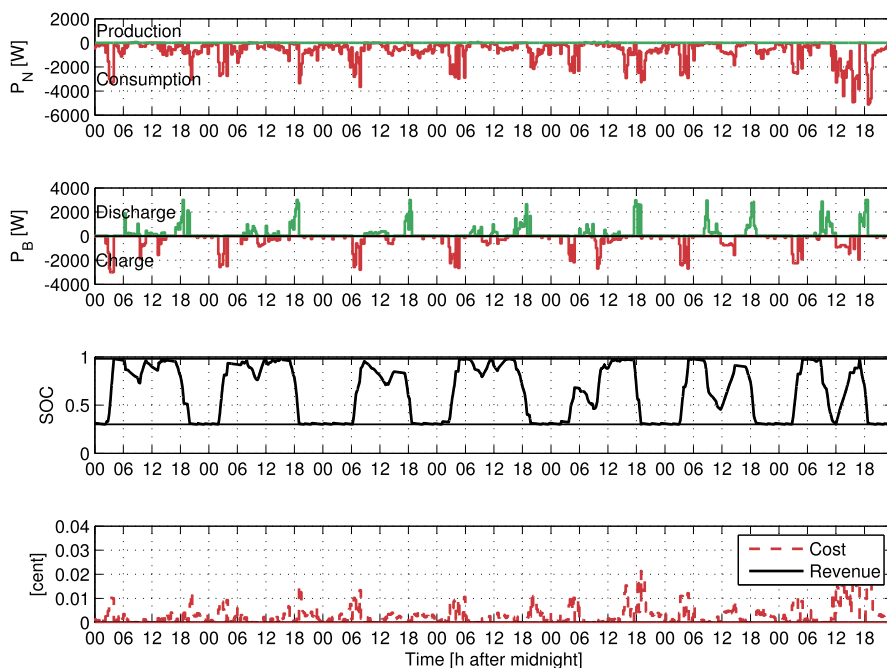 2000
Production
0
-2000
Consumption
-4000
-6000
P_N [W]
00 06 12 18 00 06 12 18 00 06 12 18 00 06 12 18 00 06 12 18 00 06 12 18 00 06 12 18
4000
2000
Discharge
0
-2000
Charge
-4000
P_B [W]
00 06 12 18 00 06 12 18 00 06 12 18 00 06 12 18 00 06 12 18 00 06 12 18 00 06 12 18
1
0.5
0
SOC
00 06 12 18 00 06 12 18 00 06 12 18 00 06 12 18 00 06 12 18 00 06 12 18 00 06 12 18
0.04
0.03
0.02
0.01
0
[cent]
Cost
Revenue
00 06 12 18 00 06 12 18 00 06 12 18 00 06 12 18 00 06 12 18 00 06 12 18 00 06 12 18
Time [h after midnight]